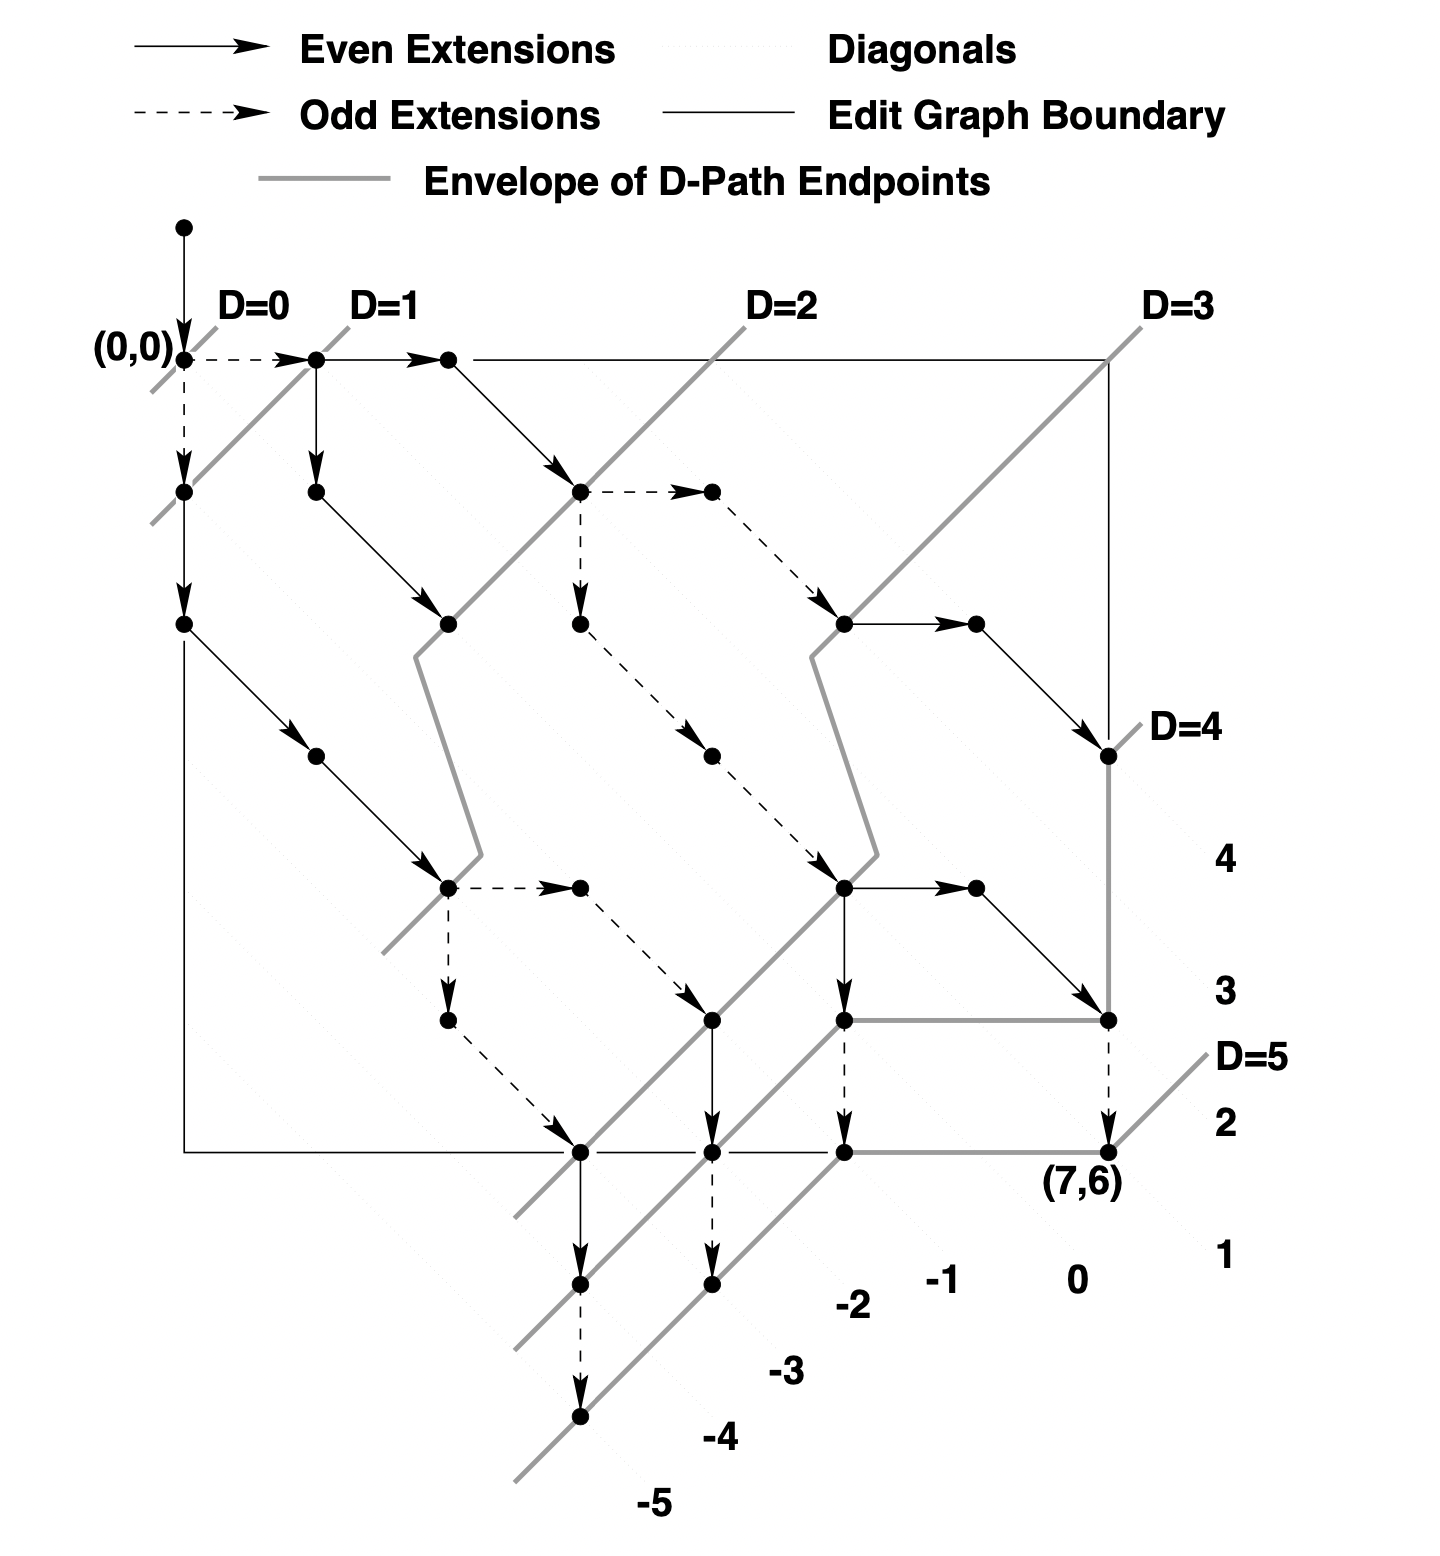 Even Extensions Diagonals
Odd Extensions Edit Graph Boundary
Envelope of D-Path Endpoints
D=0 D=1 D=2 D=3
(0,0)
D=4
4
3
D=5
2
(7,6)
1
-1 0
-2
-3
-4
-5